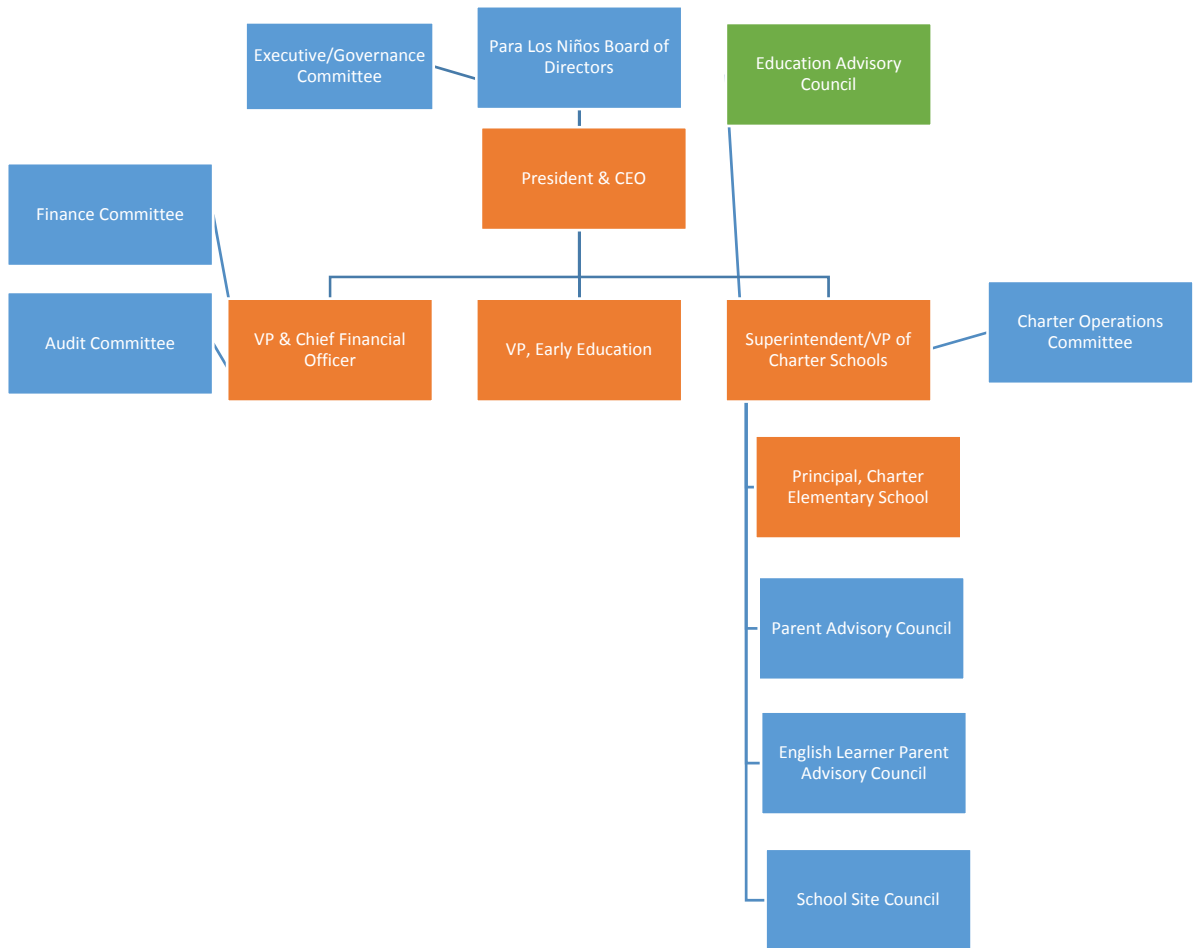 Executive/Governance
Committee
Para Los Niños Board of
Directors
Education Advisory
Council
President & CEO
Finance Committee
Audit Committee
VP & Chief Financial
Officer
VP, Early Education
Superintendent/VP of
Charter Schools
Charter Operations
Committee
Principal, Charter
Elementary School
Parent Advisory Council
English Learner Parent
Advisory Council
School Site Council